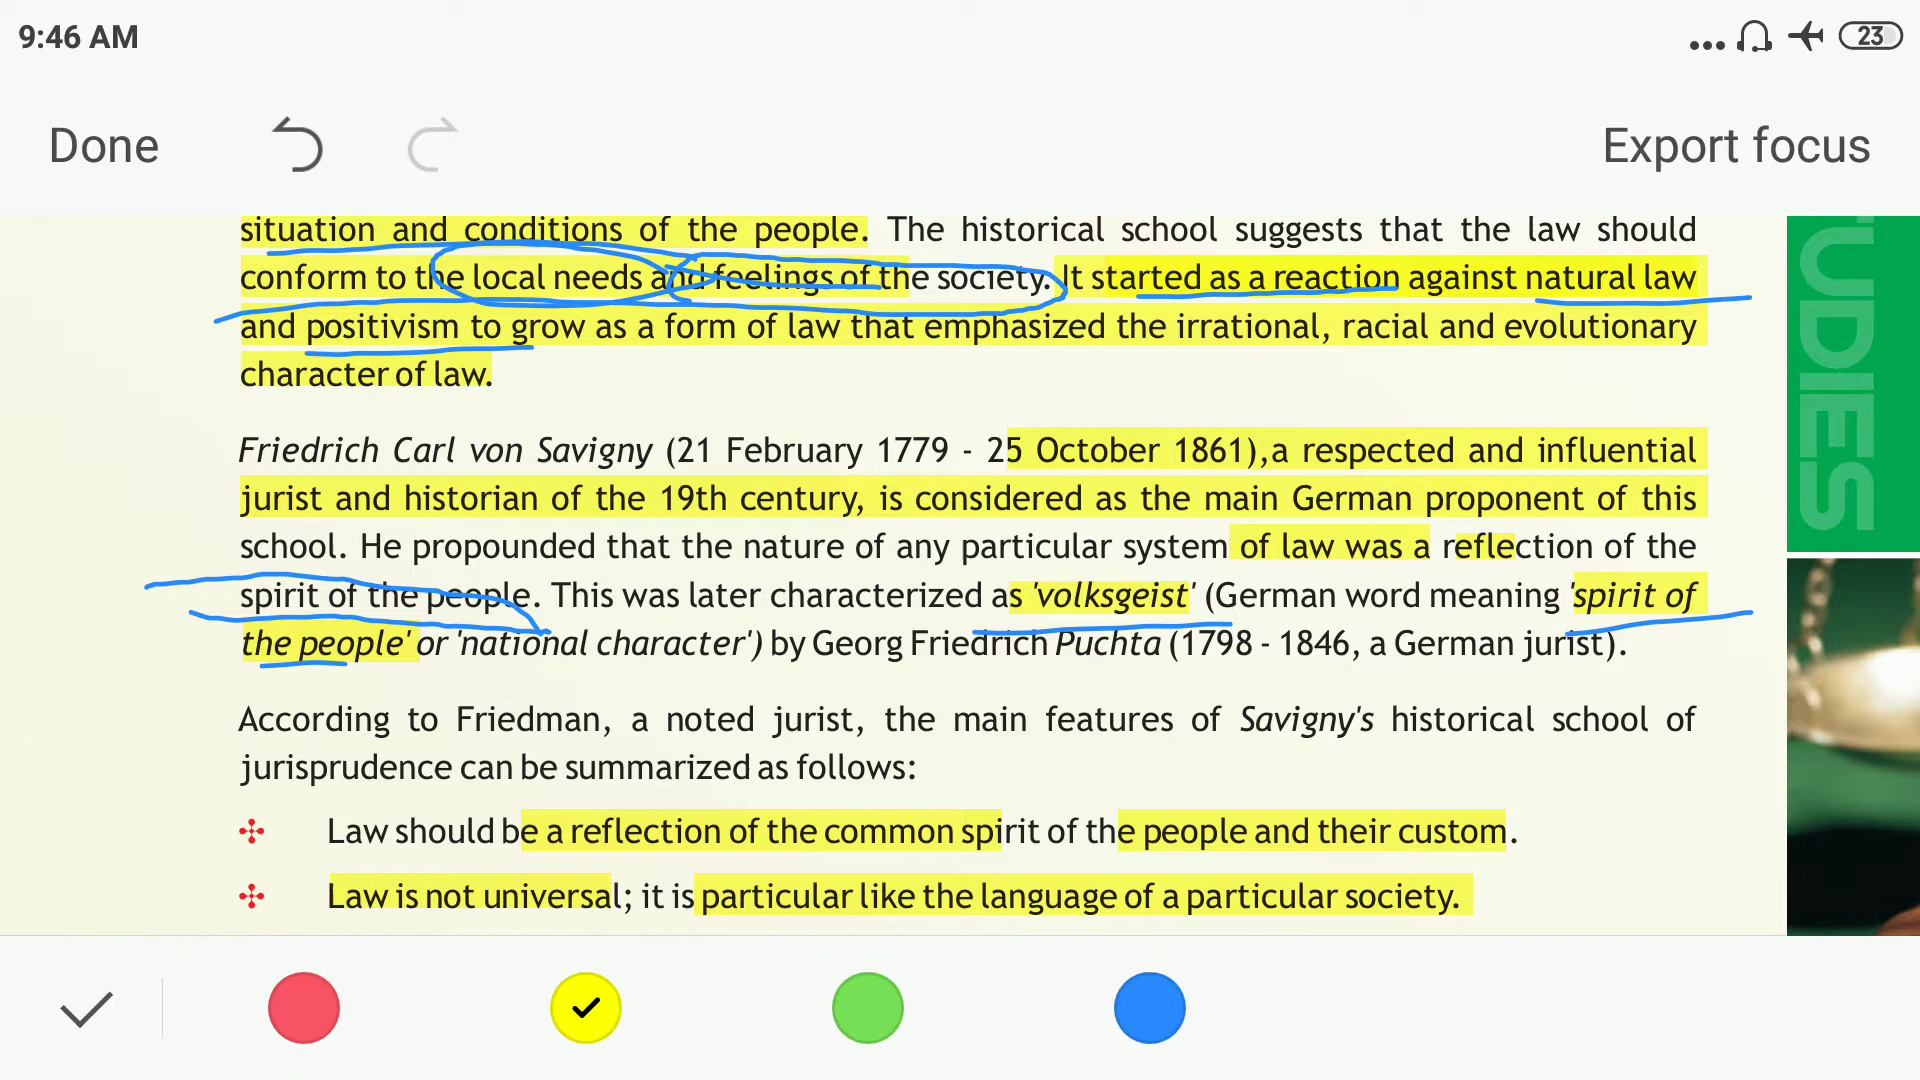 9:46 AM
23
Done
Export focus
situation and conditions of the people. The historical school suggests that the law should
conform to the local needs and feelings of the society. It started as a reaction against natural law
and positivism to grow as a form of law that emphasized the irrational, racial and evolutionary
character of law.
Friedrich Carl von Savigny (21 February 1779 - 25 October 1861),a respected and influential
jurist and historian of the 19th century, is considered as the main German proponent of this
school. He propounded that the nature of any particular system of law was a reflection of the
spirit of the people. This was later characterized as 'volksgeist' (German word meaning 'spirit of
the people' or 'national character') by Georg Friedrich Puchta (1798 - 1846, a German jurist).
According to Friedman, a noted jurist, the main features of Savigny's historical school of
jurisprudence can be summarized as follows:
Law should be a reflection of the common spirit of the people and their custom.
Law is not universal; it is particular like the language of a particular society.